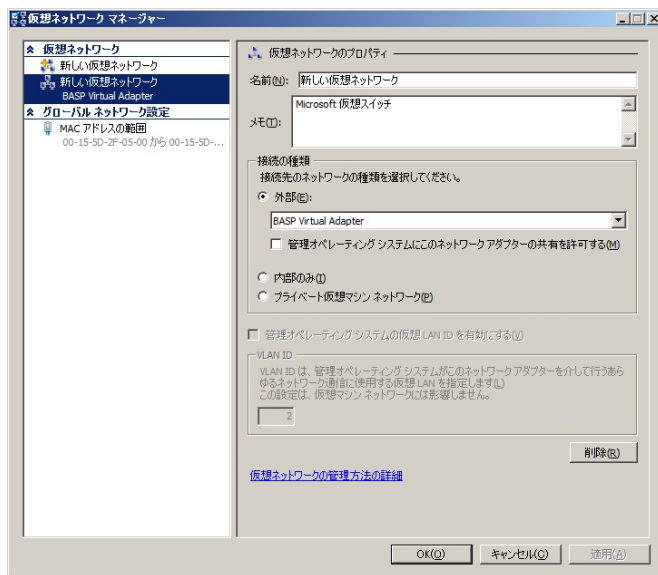 仮想ネットワーク マネージャー
仮想ネットワーク
新しい仮想ネットワーク
新しい仮想ネットワーク
BASP Virtual Adapter
グローバル ネットワーク設定
MAC アドレスの範囲
00-15-5D-2F-05-00 から 00-15-5D-...
仮想ネットワークのプロパティ
名前(N): 新しい仮想ネットワーク
メモ(T): Microsoft 仮想スイッチ
接続の種類
接続先のネットワークの種類を選択してください。
外部(E):
BASP Virtual Adapter
管理オペレーティング システムにこのネットワーク アダプターの共有を許可する(M)
内部のみ(I)
プライベート仮想マシン ネットワーク(P)
管理オペレーティング システムの仮想 LAN ID を有効にする(V)
VLAN ID
VLAN ID は、管理オペレーティング システムがこのネットワーク アダプターを介して行うあら
ゆるネットワーク通信に使用する仮想 LAN を指定します(L)
この設定は、仮想マシン ネットワークには影響しません。
2
削除(R)
仮想ネットワークの管理方法の詳細
OK(O) キャンセル(C) 適用(A)